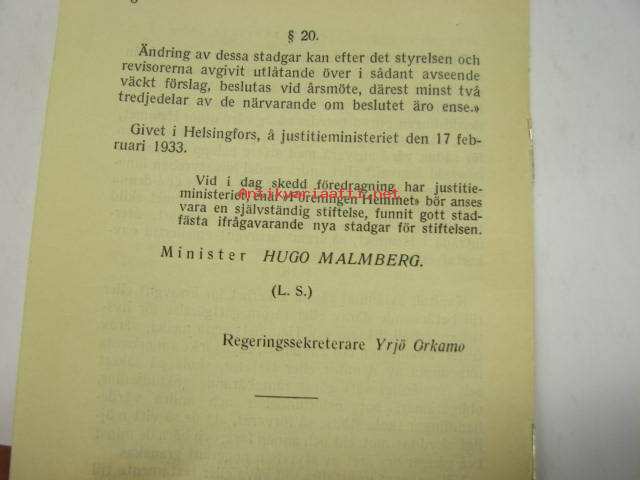 § 20.
Ändring av dessa stadgar kan efter det styrelsen och
revisorerna avgivit utlåtande över i sådant avseende
väckt förslag, beslutas vid årsmöte, därest minst två
tredjedelar av de närvarande om beslutet äro ense.»
Givet i Helsingfors, å justitieministeriet den 17 feb-
ruari 1933.
Vid i dag skedd föredragning har justitie-
ministeriet, enär »Föreningen Hemmet» bör anses
vara en självständig stiftelse, funnit gott stad-
fästa ifrågavarande nya stadgar för stiftelsen.
Minister HUGO MALMBERG.
(L. S.)
Regeringssekreterare Yrjö Orkamo
antikvariaatti.net